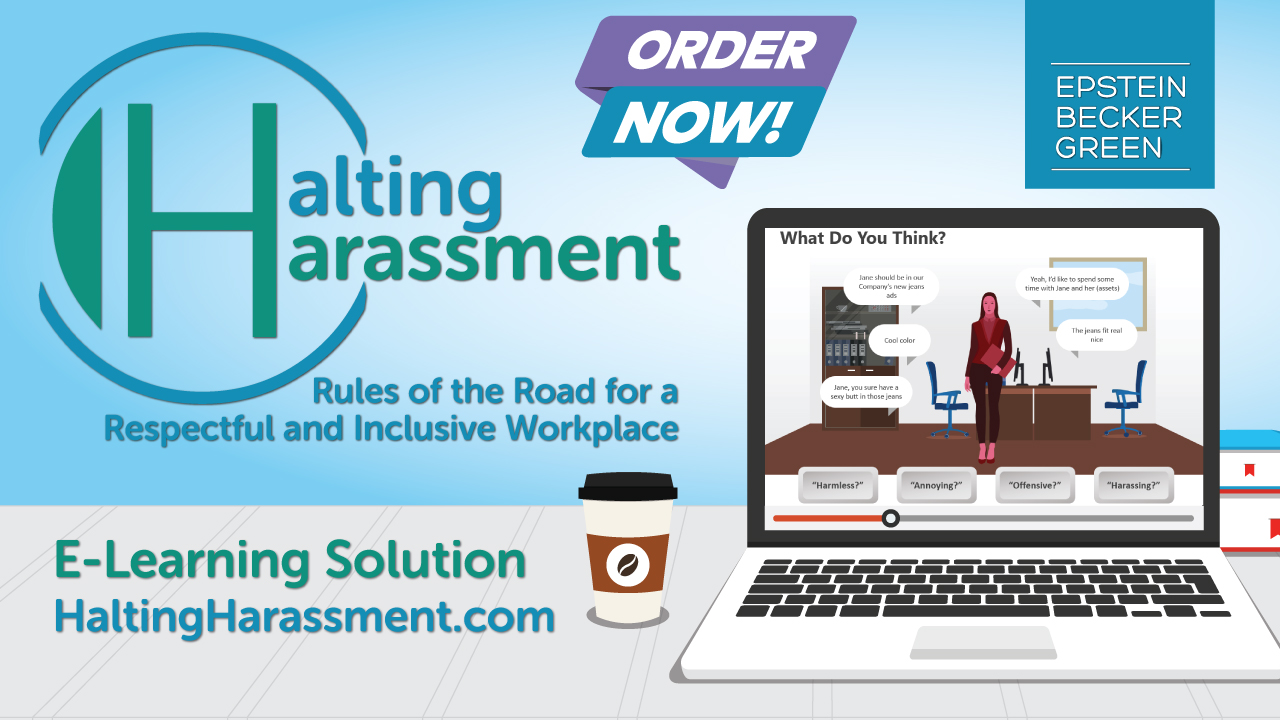 ORDER
NOW!
EPSTEIN
BECKER
GREEN
Halting
Harassment
Rules of the Road for a
Respectful and Inclusive Workplace
What Do You Think?
Jane should be in our
Company's new jeans
ads
Yeah, I'd like to spend some
time with Jane and her (assets)
Cool color
The jeans fit real
nice
Jane, you sure have a
sexy butt in those jeans
"Harmless?"
"Annoying?"
"Offensive?"
"Harassing?"
E-Learning Solution
HaltingHarassment.com